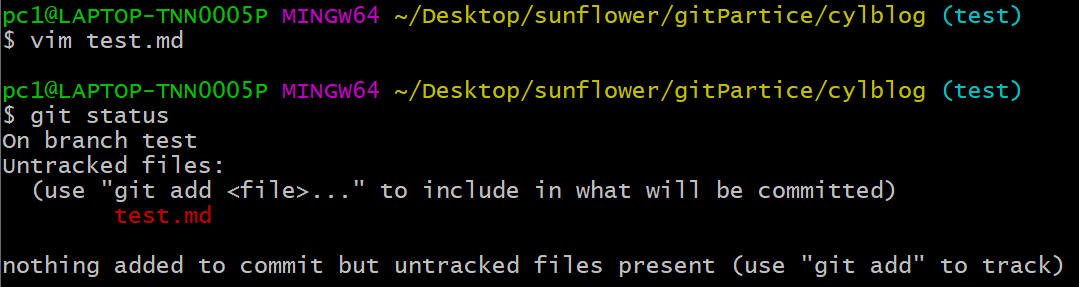 pc1@LAPTOP-TNN0005P MINGW64 ~/Desktop/sunflower/gitPartice/cylblog (test)
$ vim test.md

pc1@LAPTOP-TNN0005P MINGW64 ~/Desktop/sunflower/gitPartice/cylblog (test)
$ git status
On branch test
Untracked files:
  (use "git add <file>..." to include in what will be committed)
        test.md

nothing added to commit but untracked files present (use "git add" to track)